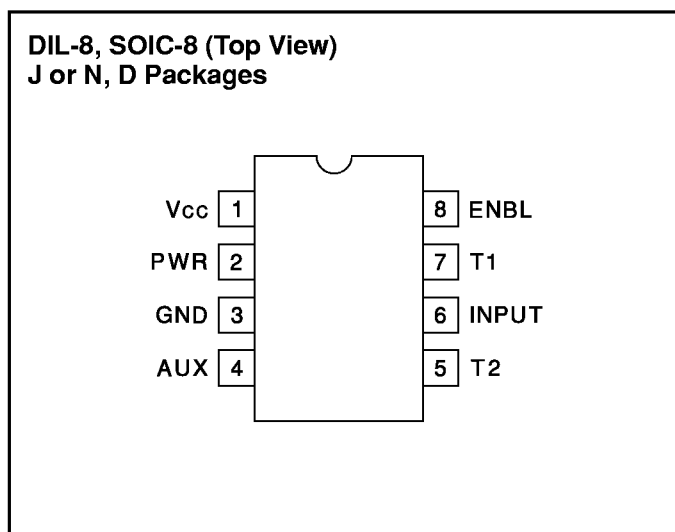 DIL-8, SOIC-8 (Top View)
J or N, D Packages
Vcc 1 8 ENBL
PWR 2 7 T1
GND 3 6 INPUT
AUX 4 5 T2